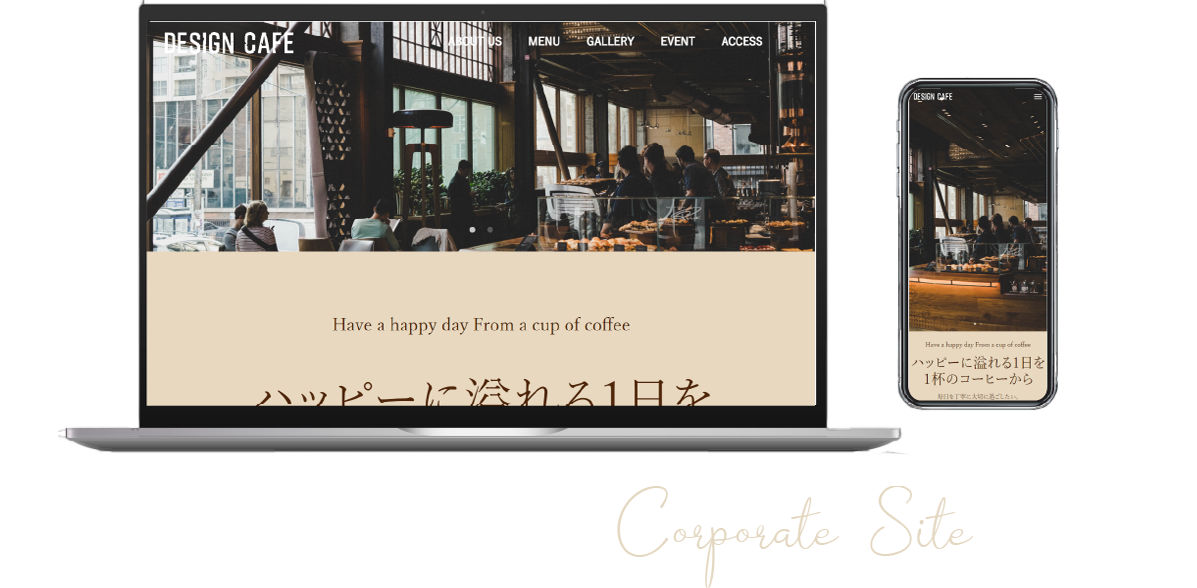 DESIGN CAFE
ABOUT US MENU GALLERY EVENT ACCESS
Have a happy day From a cup of coffee
ハッピーに溢れる1日を
DESIGN CAFE
Have a happy day From a cup of coffee
ハッピーに溢れる1日を
1杯のコーヒーから
毎日を丁寧に大切に過ごしたい。
Corporate Site